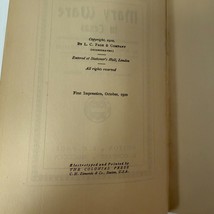 Copyright, 1910,
By L. C. Page & Company
(INCORPORATED)
Entered at Stationer's Hall, London
All rights reserved
First Impression, October, 1910
Electrotyped and Printed by
THE COLONIAL PRESS
C. H. Simonds & Co., Boston, U.S.A.